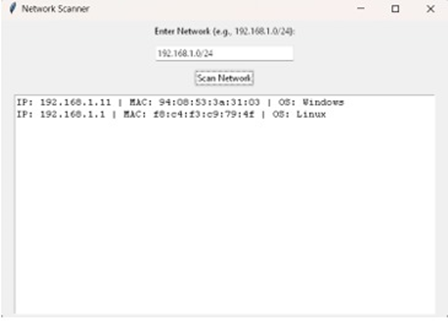 Network Scanner
Enter Network (e.g., 192.168.1.0/24):
192.168.1.0/24
Scan Network
IP: 192.168.1.11 | MAC: 94:08:53:3a:31:03 | OS: Windows
IP: 192.168.1.1 | MAC: f8:c4:f3:c9:79:4f | OS: Linux